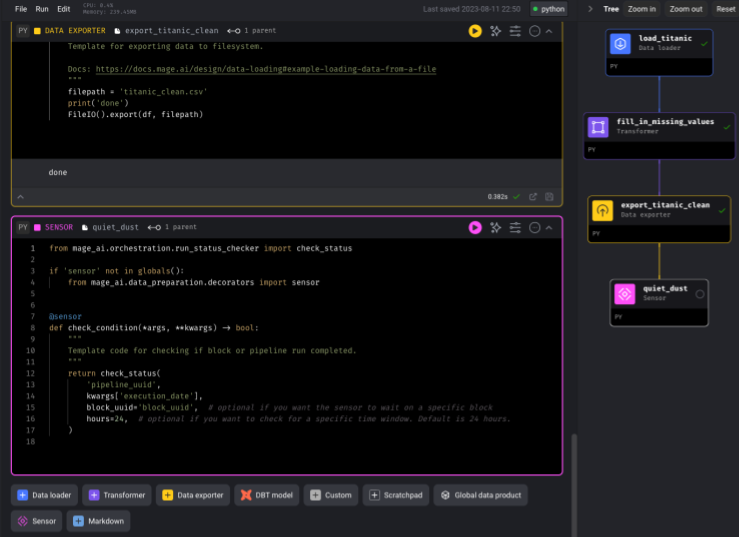 File Run Edit CPU: 0.48 Last saved 2023-08-11 22:50 python Tree Zoom in Zoom out Reset
Memory: 239.45MB
PY DATA EXPORTER export_titanic_clean 1 parent
Template for exporting data to filesystem.
Docs: https://docs.mage.ai/design/data-loading#example-loading-data-from-a-file
"""
filepath = 'titanic_clean.csv'
print('done')
FileIO().export(df, filepath)
done
0.382s
PY SENSOR quiet_dust 1 parent
1 from mage_ai.orchestration.run_status_checker import check_status
2
3 if 'sensor' not in globals():
4 from mage_ai.data_preparation.decorators import sensor
5
6
7 @sensor
8 def check_condition(*args, **kwargs) -> bool:
9 """
10 Template code for checking if block or pipeline run completed.
11 """
12 return check_status(
13 'pipeline_uuid',
14 kwargs['execution_date'],
15 block_uuid='block_uuid', # optional if you want the sensor to wait on a specific block
16 hours=24, # optional if you want to check for a specific time window. Default is 24 hours.
17 )
18
Data loader Transformer Data exporter DBT model Custom Scratchpad Global data product
Sensor Markdown
load_titanic
Data loader
PY
fill_in_missing_values
Transformer
PY
export_titanic_clean
Data exporter
PY
quiet_dust
Sensor
PY